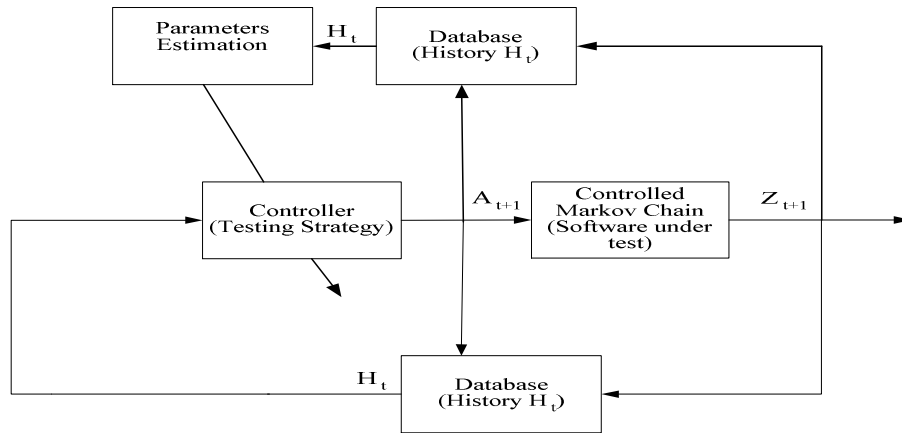 Parameters
Estimation
H t
Database
(History H t)
Controller
(Testing Strategy)
A t+1
Controlled
Markov Chain
(Software under
test)
Z t+1
H t
Database
(History H t)